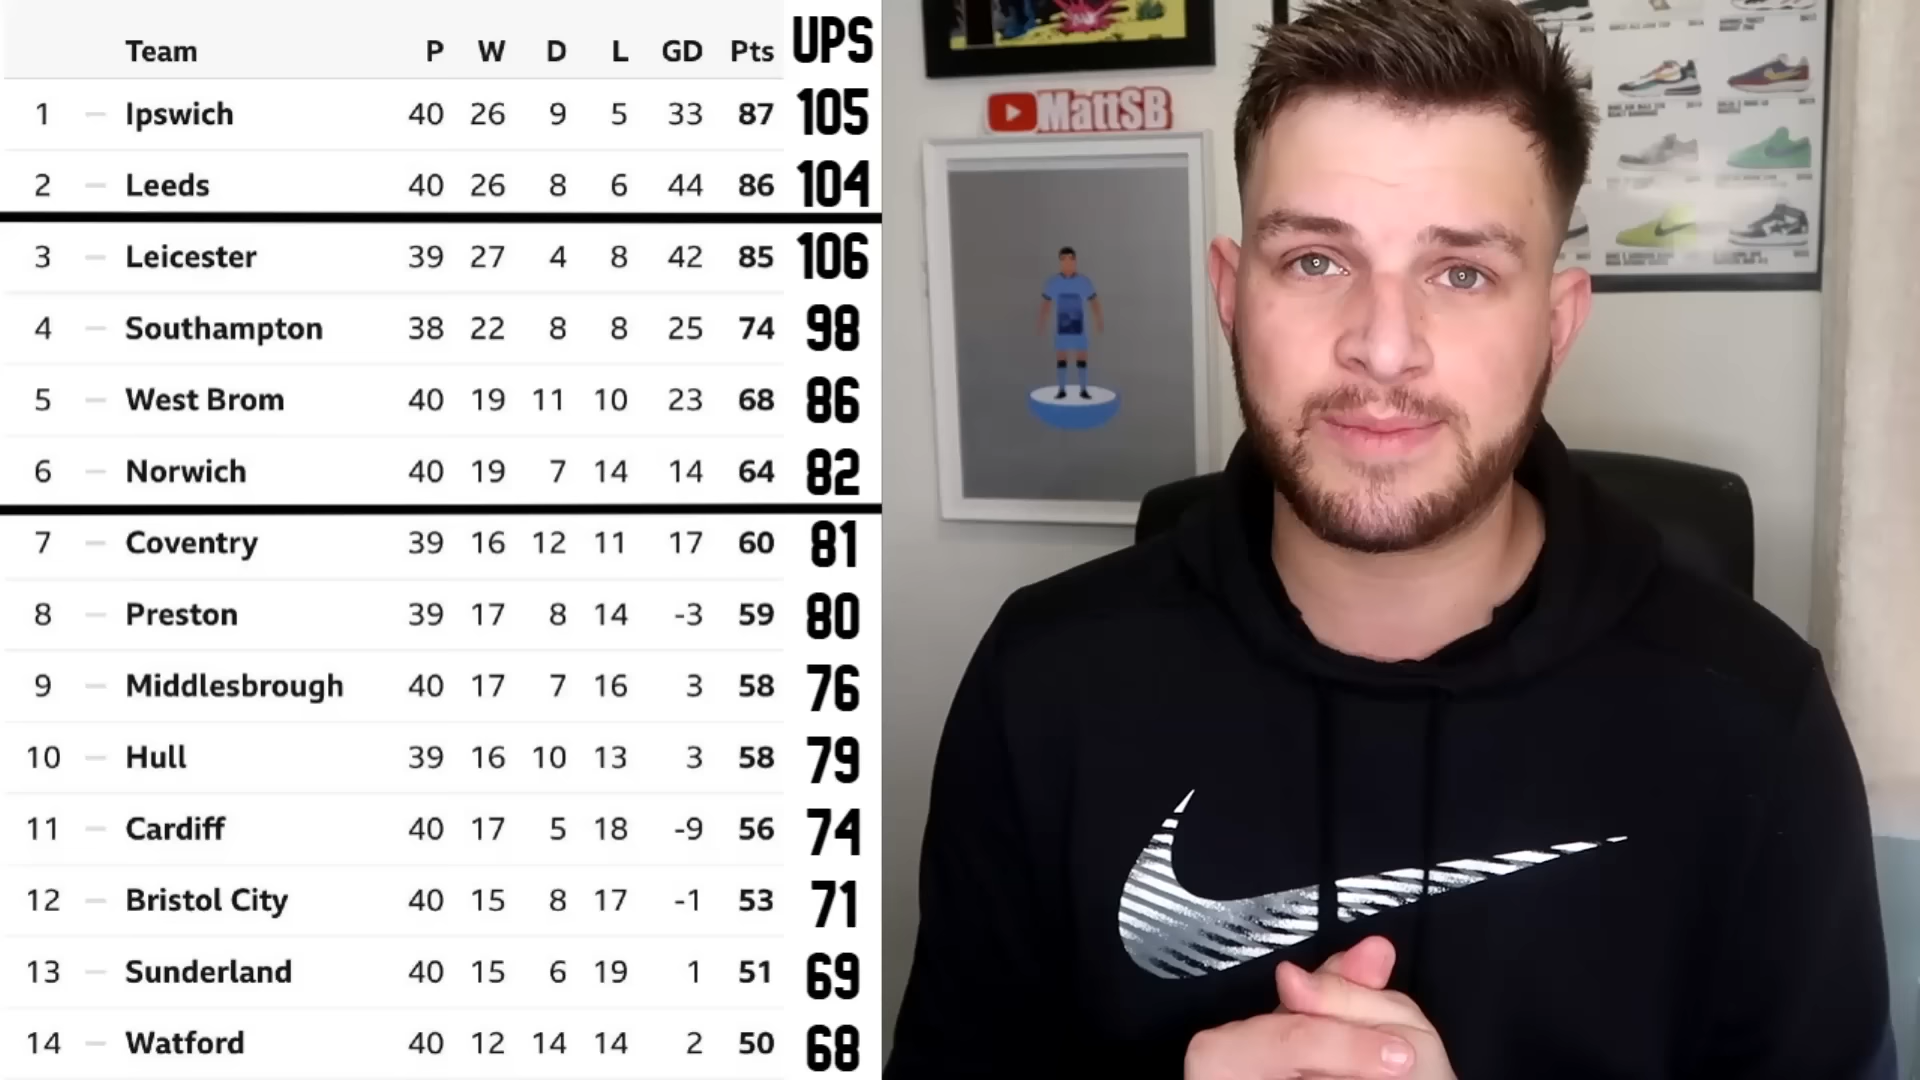 Team P W D L GD Pts UPS
1 Ipswich 40 26 9 5 33 87 105
2 Leeds 40 26 8 6 44 86 104
3 Leicester 39 27 4 8 42 85 106
4 Southampton 38 22 8 8 25 74 98
5 West Brom 40 19 11 10 23 68 86
6 Norwich 40 19 7 14 14 64 82
7 Coventry 39 16 12 11 17 60 81
8 Preston 39 17 8 14 -3 59 80
9 Middlesbrough 40 17 7 16 3 58 76
10 Hull 39 16 10 13 3 58 79
11 Cardiff 40 17 5 18 -9 56 74
12 Bristol City 40 15 8 17 -1 53 71
13 Sunderland 40 15 6 19 1 51 69
14 Watford 40 12 14 14 2 50 68
MattSB